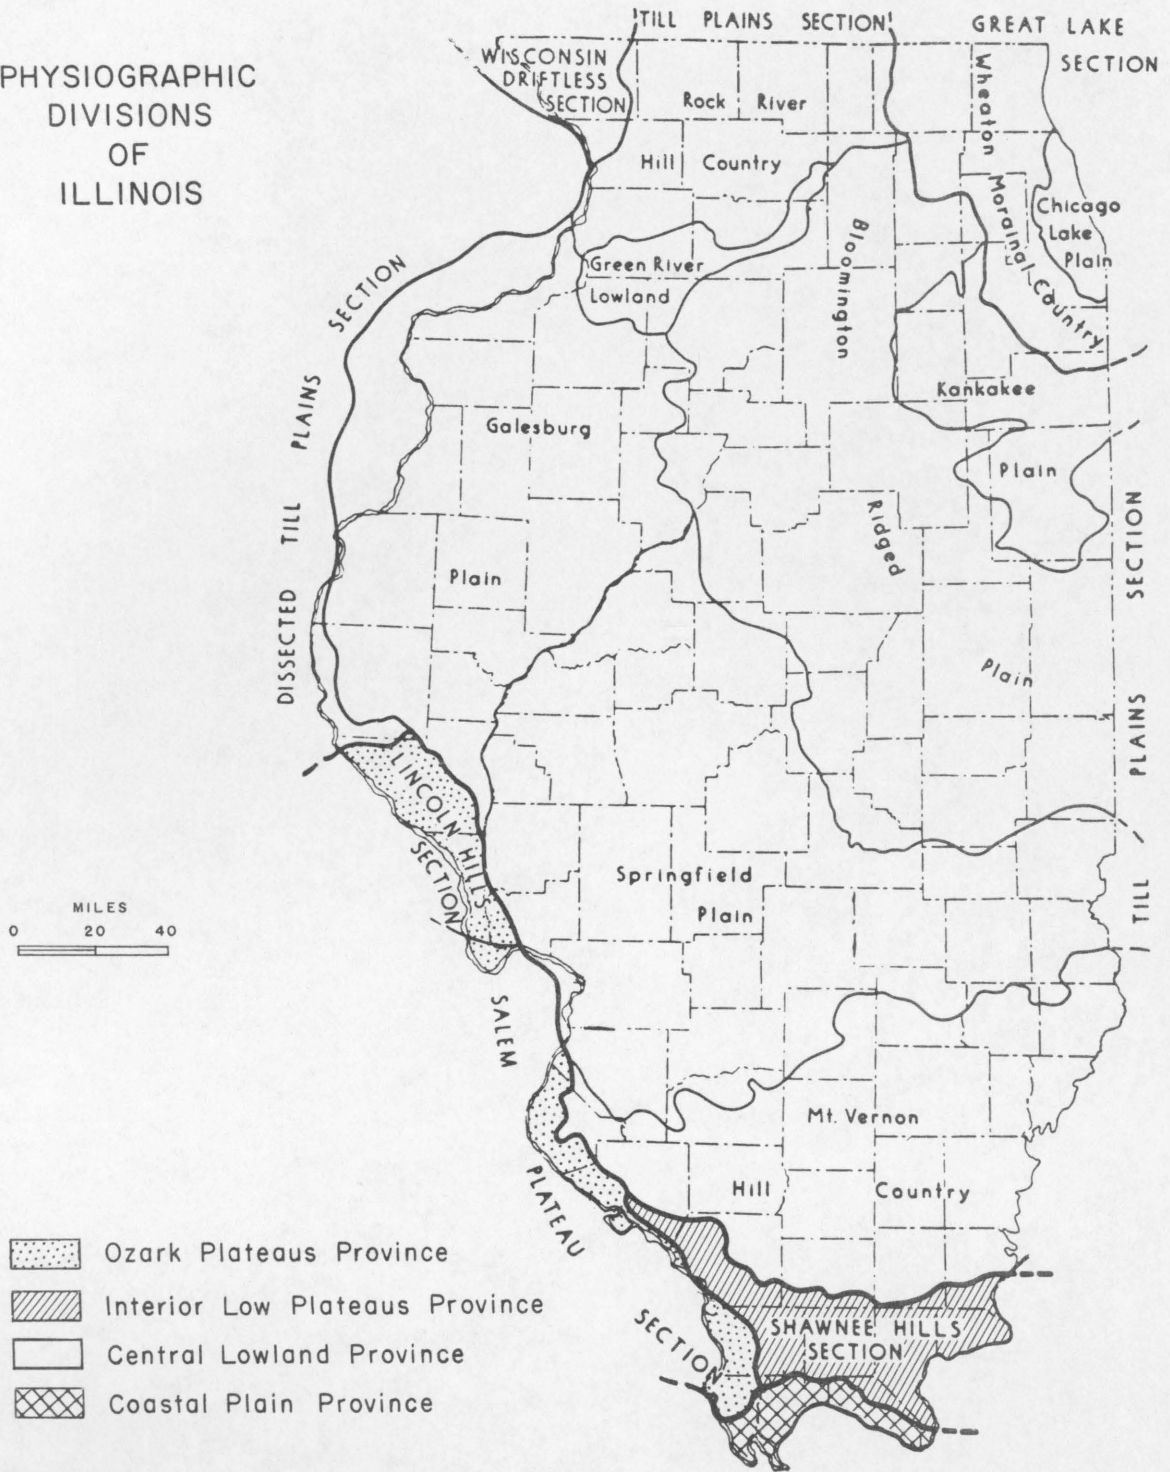 PHYSIOGRAPHIC
DIVISIONS
OF
ILLINOIS
TILL PLAINS SECTION
GREAT LAKE
SECTION
WISCONSIN
DRIFTLESS
SECTION
Rock River
Hill Country
Wheaton
Morainal Country
Chicago
Lake
Plain
Green River
Lowland
Bloomington
Ridged
Plain
Kankakee
Plain
Galesburg
Plain
DISSECTED TILL PLAINS SECTION
TILL PLAINS SECTION
LINCOLN HILLS
SECTION
Springfield
Plain
MILES
0 20 40
SALEM
PLATEAU
SECTION
Mt. Vernon
Hill Country
SHAWNEE HILLS
SECTION
Ozark Plateaus Province
Interior Low Plateaus Province
Central Lowland Province
Coastal Plain Province